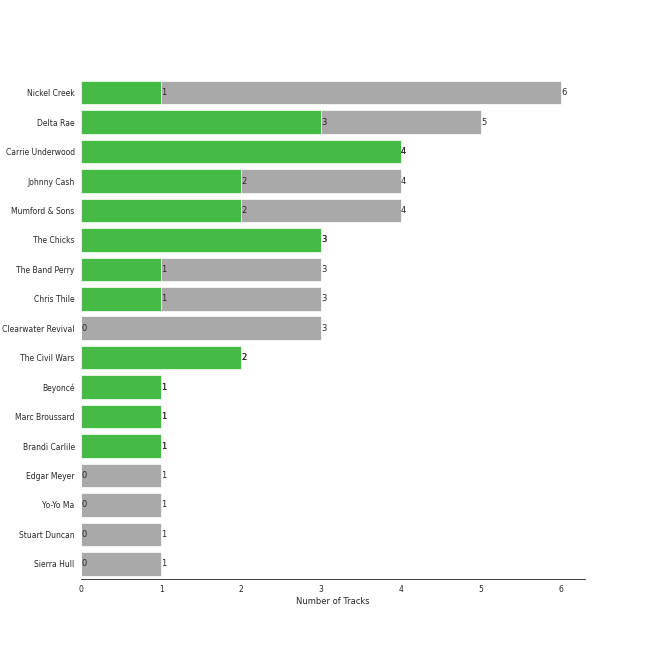 Nickel Creek 1 6
Delta Rae 3 5
Carrie Underwood 4
Johnny Cash 2 4
Mumford & Sons 2 4
The Chicks 3
The Band Perry 1 3
Chris Thile 1 3
Clearwater Revival 0 3
The Civil Wars 2
Beyoncé 1
Marc Broussard 1
Brandi Carlile 1
Edgar Meyer 0 1
Yo-Yo Ma 0 1
Stuart Duncan 0 1
Sierra Hull 0 1
0 1 2 3 4 5 6
Number of Tracks